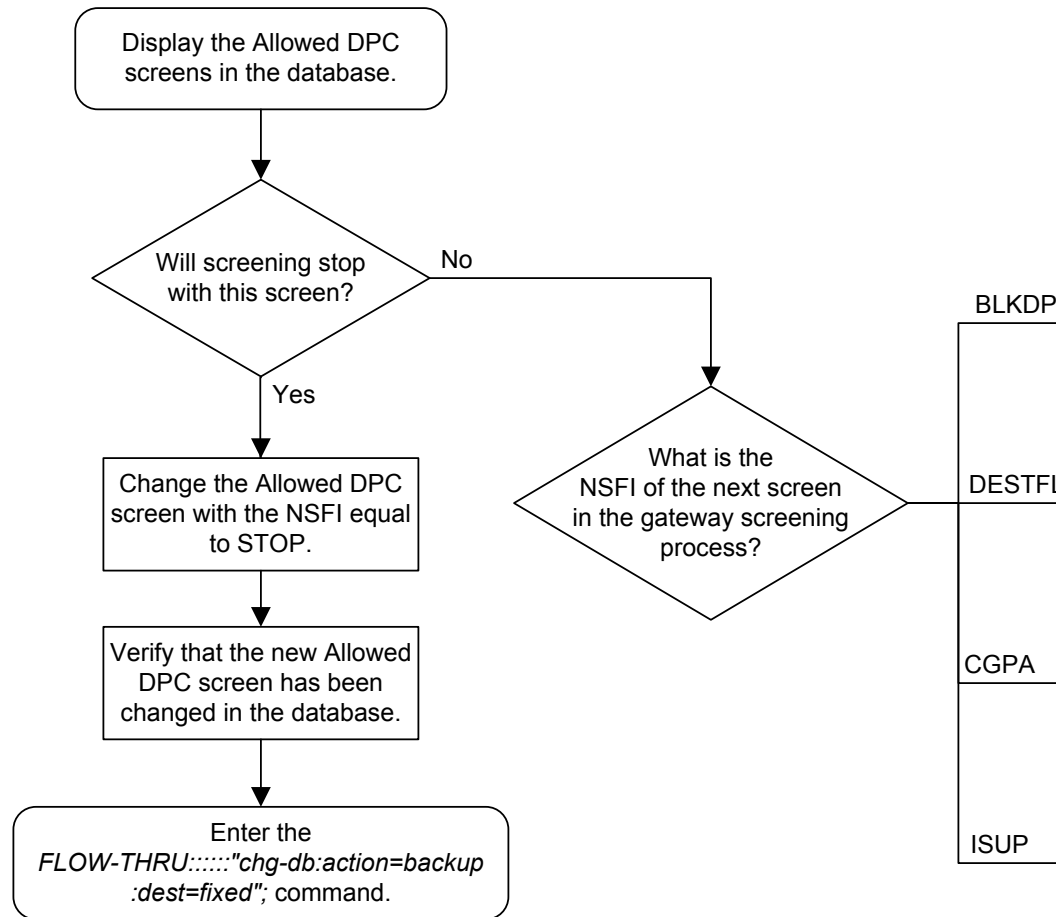 Display the Allowed DPC
screens in the database.
Will screening stop
with this screen?
No
Yes
Change the Allowed DPC
screen with the NSFI equal
to STOP.
Verify that the new Allowed
DPC screen has been
changed in the database.
Enter the
FLOW-THRU::::::"chg-db:action=backup
:dest=fixed"; command.
What is the
NSFI of the next screen
in the gateway screening
process?
BLKDP
DESTFL
CGPA
ISUP